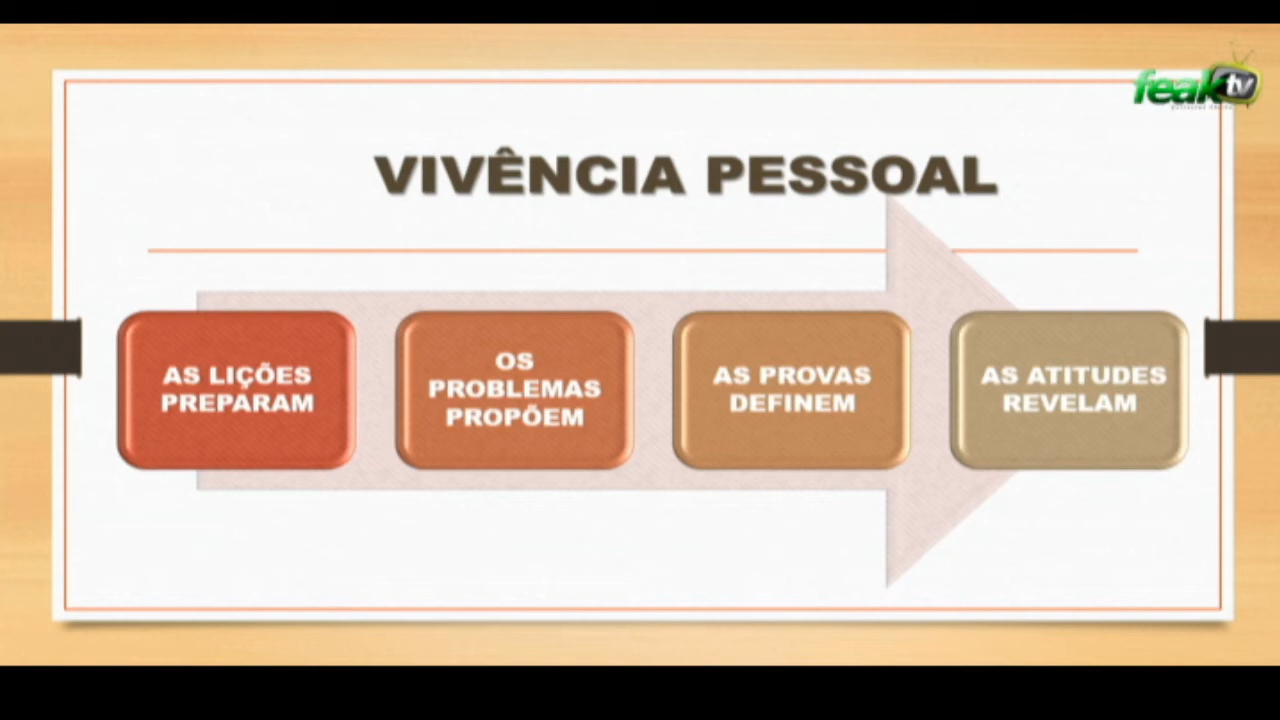 feak tv
VIVÊNCIA PESSOAL
AS LIÇÕES
PREPARAM
OS
PROBLEMAS
PROPÕEM
AS PROVAS
DEFINEM
AS ATITUDES
REVELAM